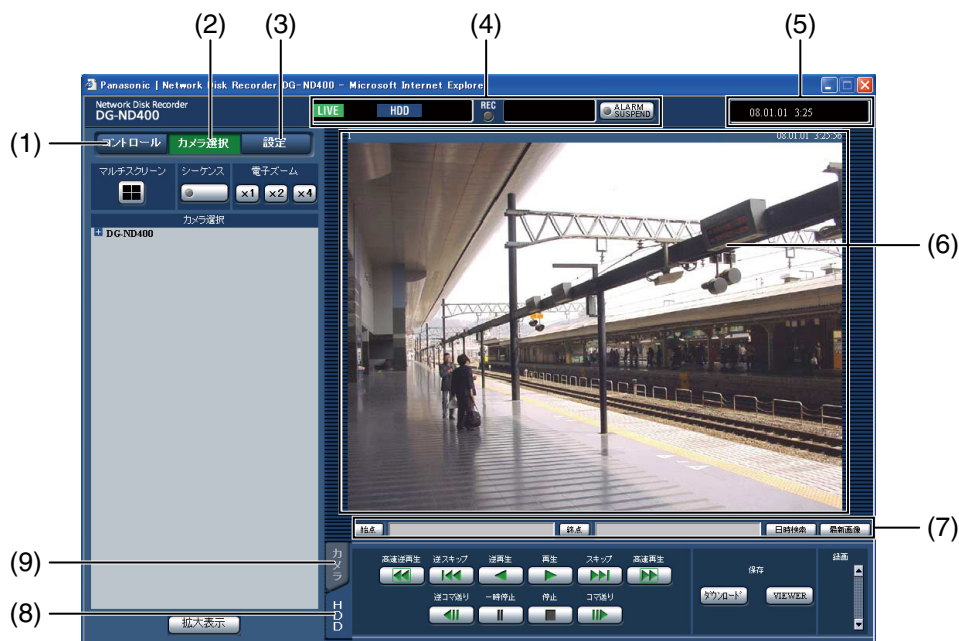 (2)
(3)
(4)
(5)
Panasonic | Network Disk Recorder DG-ND400 - Microsoft Internet Explorer
Network Disk Recorder
DG-ND400
LIVE HDD REC ALARM SUSPEND
08.01.01 3:25
(1)
コントロール カメラ選択 設定
1
08.01.01 3:25:56
マルチスクリーン シーケンス 電子ズーム
×1 ×2 ×4
カメラ選択
DG-ND400
(6)
始点 終点 日時検索 最新画像
(7)
(9)
カメラ
高速逆再生 逆スキップ 逆再生 再生 スキップ 高速再生
保存
録画
ダウンロード VIEWER
逆コマ送り 一時停止 停止 コマ送り
(8)
HDD
拡大表示